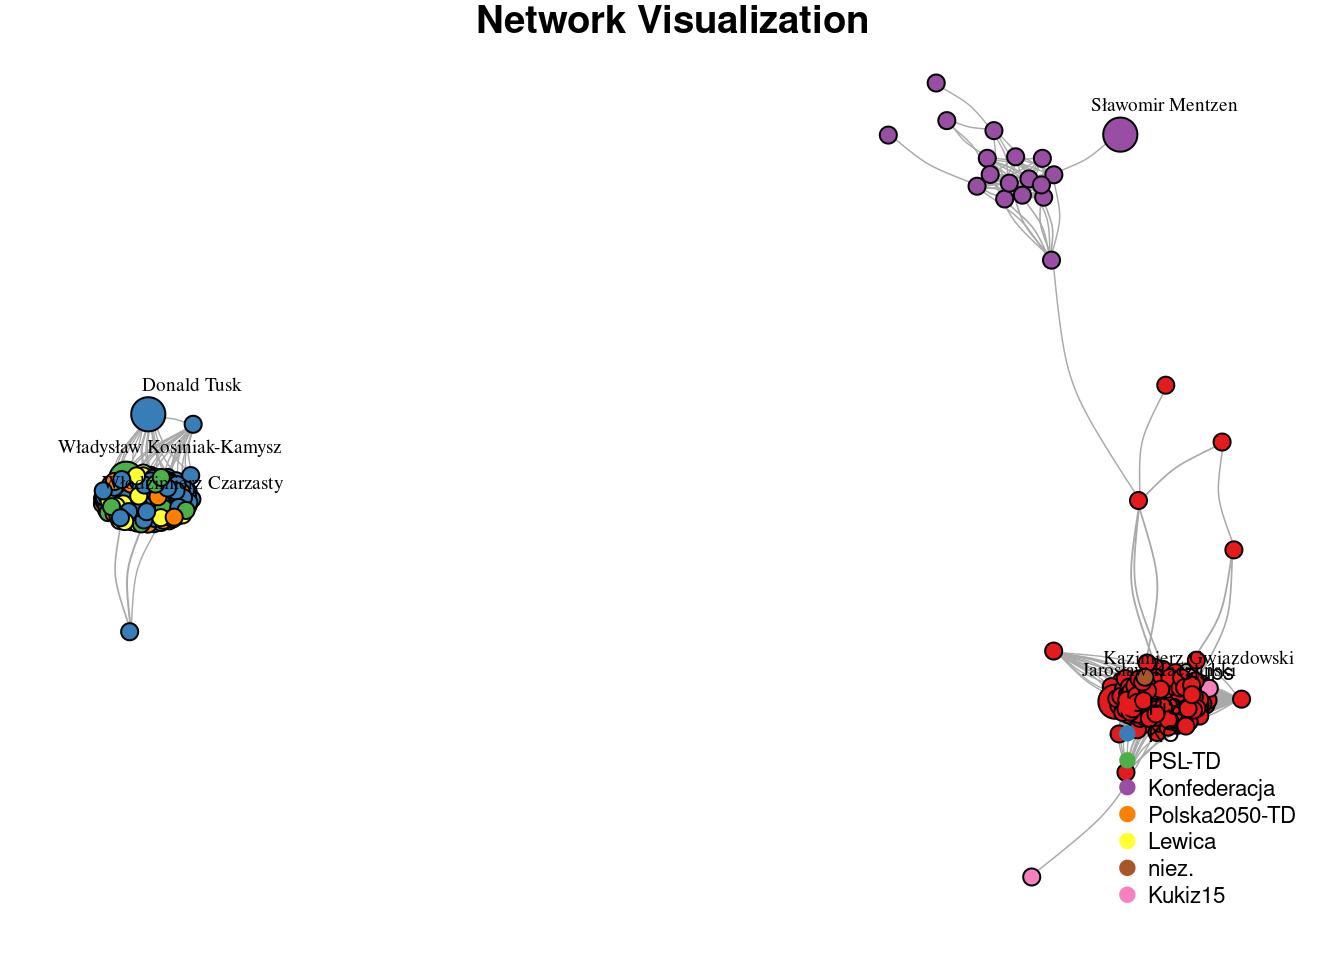 Network Visualization
Sławomir Mentzen
Donald Tusk
Władysław Kosiniak-Kamysz
Włodzimierz Czarzasty
Kazimierz Gwiazdowski
Jarosław
PSL-TD
Konfederacja
Polska2050-TD
Lewica
niez.
Kukiz15